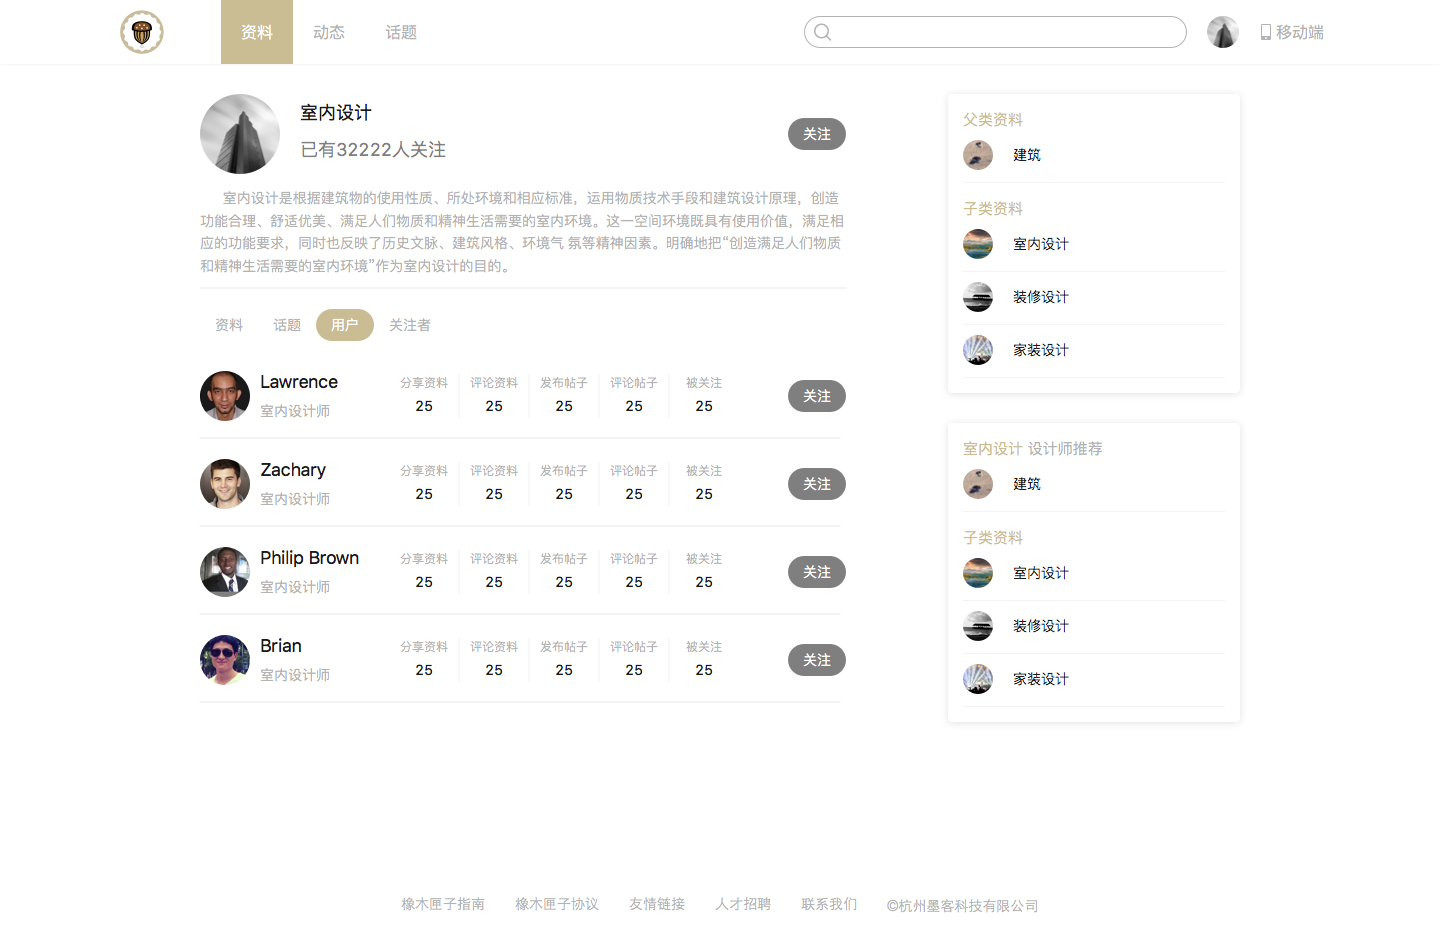 资料 动态 话题 移动端
室内设计
已有32222人关注
关注
室内设计是根据建筑物的使用性质、所处环境和相应标准，运用物质技术手段和建筑设计原理，创造
功能合理、舒适优美、满足人们物质和精神生活需要的室内环境。这一空间环境既具有使用价值，满足相
应的功能要求，同时也反映了历史文脉、建筑风格、环境气 氛等精神因素。明确地把“创造满足人们物质
和精神生活需要的室内环境”作为室内设计的目的。
资料 话题 用户 关注者
Lawrence
室内设计师
分享资料 评论资料 发布帖子 评论帖子 被关注
25 25 25 25 25
关注
Zachary
室内设计师
分享资料 评论资料 发布帖子 评论帖子 被关注
25 25 25 25 25
关注
Philip Brown
室内设计师
分享资料 评论资料 发布帖子 评论帖子 被关注
25 25 25 25 25
关注
Brian
室内设计师
分享资料 评论资料 发布帖子 评论帖子 被关注
25 25 25 25 25
关注
父类资料
建筑
子类资料
室内设计
装修设计
家装设计
室内设计 设计师推荐
建筑
子类资料
室内设计
装修设计
家装设计
橡木匣子指南 橡木匣子协议 友情链接 人才招聘 联系我们 ©杭州墨客科技有限公司